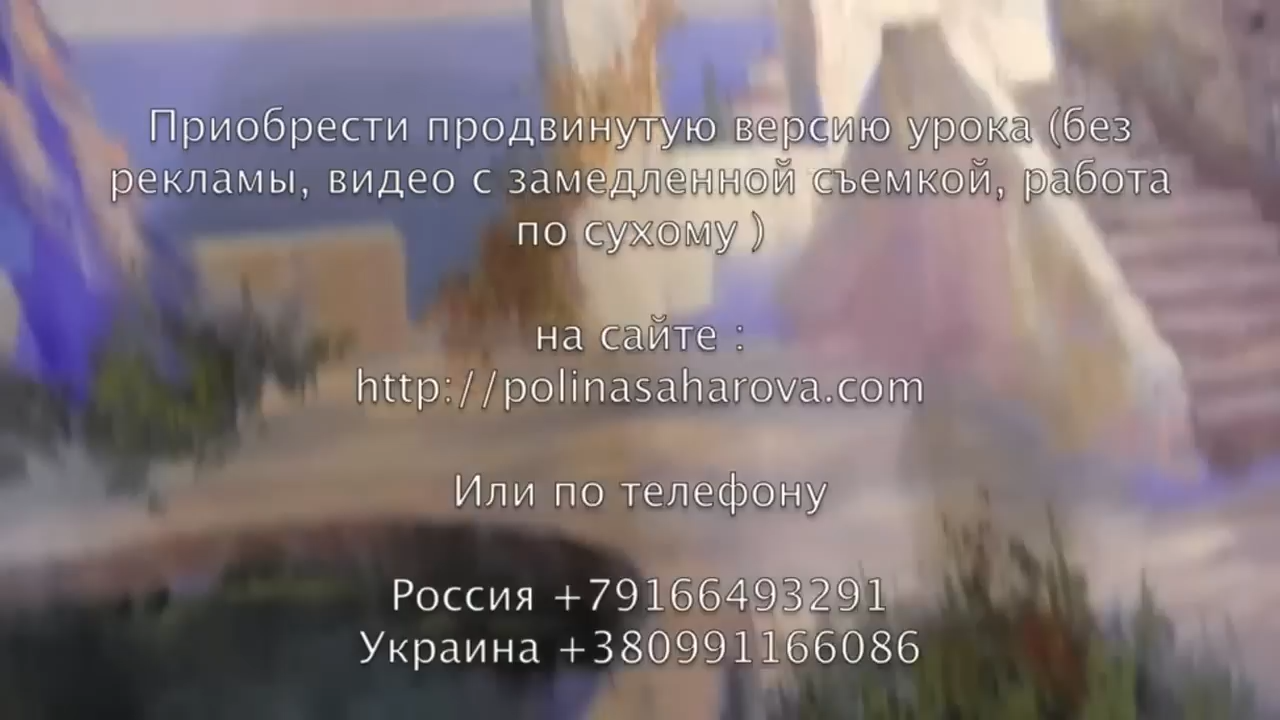 Приобрести продвинутую версию урока (без
рекламы, видео с замедленной съемкой, работа
по сухому )
на сайте :
http://polinasaharova.com
Или по телефону
Россия +79166493291
Украина +380991166086